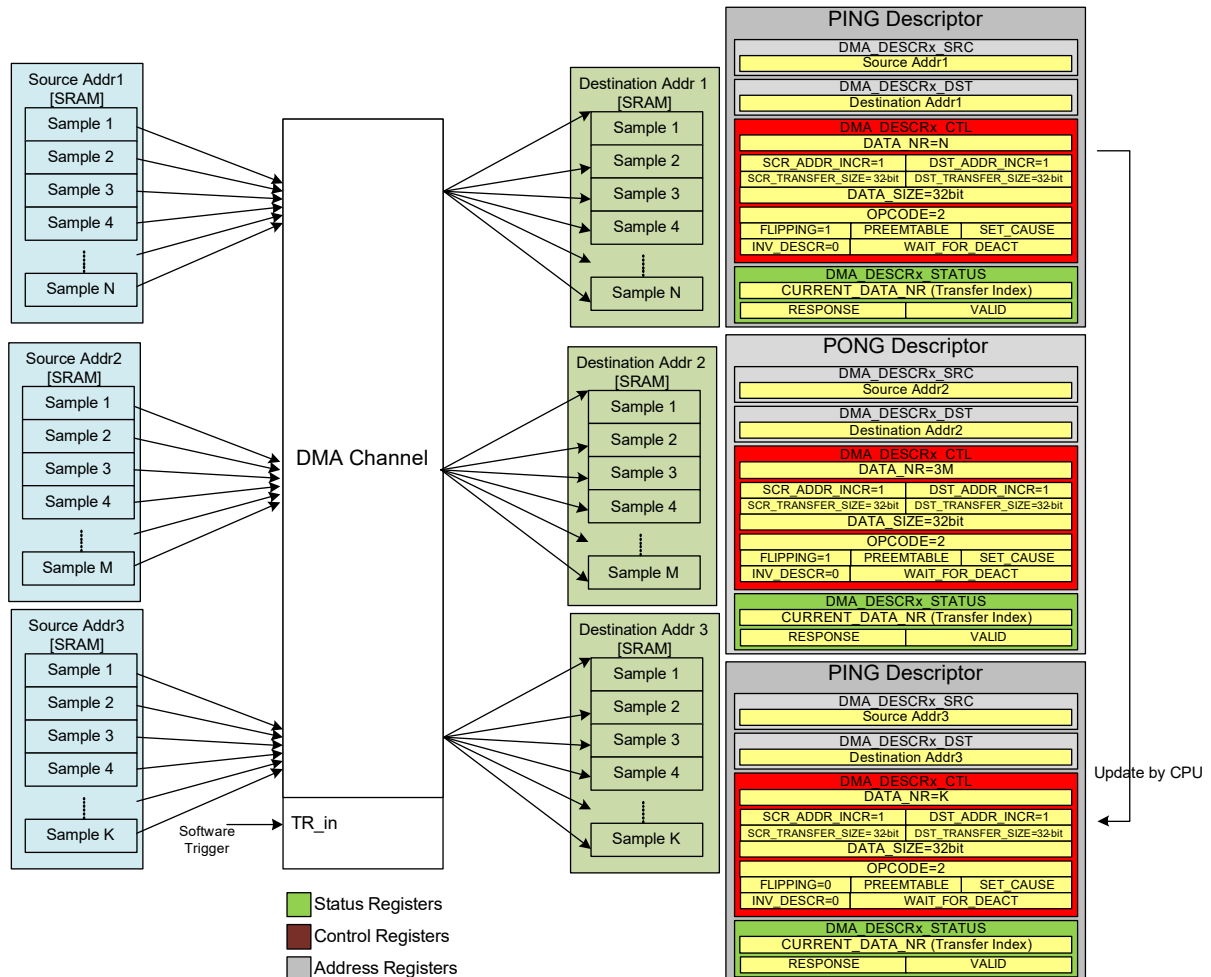 Source Addr1
[SRAM]
Sample 1
Sample 2
Sample 3
Sample 4
Sample N
Source Addr2
[SRAM]
Sample 1
Sample 2
Sample 3
Sample 4
Sample M
Source Addr3
[SRAM]
Sample 1
Sample 2
Sample 3
Sample 4
Sample K
Software
Trigger
DMA Channel
TR_in
Status Registers
Control Registers
Address Registers
Destination Addr 1
[SRAM]
Sample 1
Sample 2
Sample 3
Sample 4
Sample N
Destination Addr 2
[SRAM]
Sample 1
Sample 2
Sample 3
Sample 4
Sample M
Destination Addr 3
[SRAM]
Sample 1
Sample 2
Sample 3
Sample 4
Sample K
PING Descriptor
DMA_DESCRx_SRC
Source Addr1
DMA_DESCRx_DST
Destination Addr1
DMA_DESCRx_CTL
DATA_NR=N
SCR_ADDR_INCR=1 DST_ADDR_INCR=1
SCR_TRANSFER_SIZE=32-bit DST_TRANSFER_SIZE=32-bit
DATA_SIZE=32bit
OPCODE=2
FLIPPING=1 PREEMTABLE SET_CAUSE
INV_DESCR=0 WAIT_FOR_DEACT
DMA_DESCRx_STATUS
CURRENT_DATA_NR (Transfer Index)
RESPONSE VALID
PONG Descriptor
DMA_DESCRx_SRC
Source Addr2
DMA_DESCRx_DST
Destination Addr2
DMA_DESCRx_CTL
DATA_NR=3M
SCR_ADDR_INCR=1 DST_ADDR_INCR=1
SCR_TRANSFER_SIZE=32-bit DST_TRANSFER_SIZE=32-bit
DATA_SIZE=32bit
OPCODE=2
FLIPPING=1 PREEMTABLE SET_CAUSE
INV_DESCR=0 WAIT_FOR_DEACT
DMA_DESCRx_STATUS
CURRENT_DATA_NR (Transfer Index)
RESPONSE VALID
PING Descriptor
DMA_DESCRx_SRC
Source Addr3
DMA_DESCRx_DST
Destination Addr3
DMA_DESCRx_CTL
DATA_NR=K
SCR_ADDR_INCR=1 DST_ADDR_INCR=1
SCR_TRANSFER_SIZE=32-bit DST_TRANSFER_SIZE=32-bit
DATA_SIZE=32bit
OPCODE=2
FLIPPING=0 PREEMTABLE SET_CAUSE
INV_DESCR=0 WAIT_FOR_DEACT
DMA_DESCRx_STATUS
CURRENT_DATA_NR (Transfer Index)
RESPONSE VALID
Update by CPU